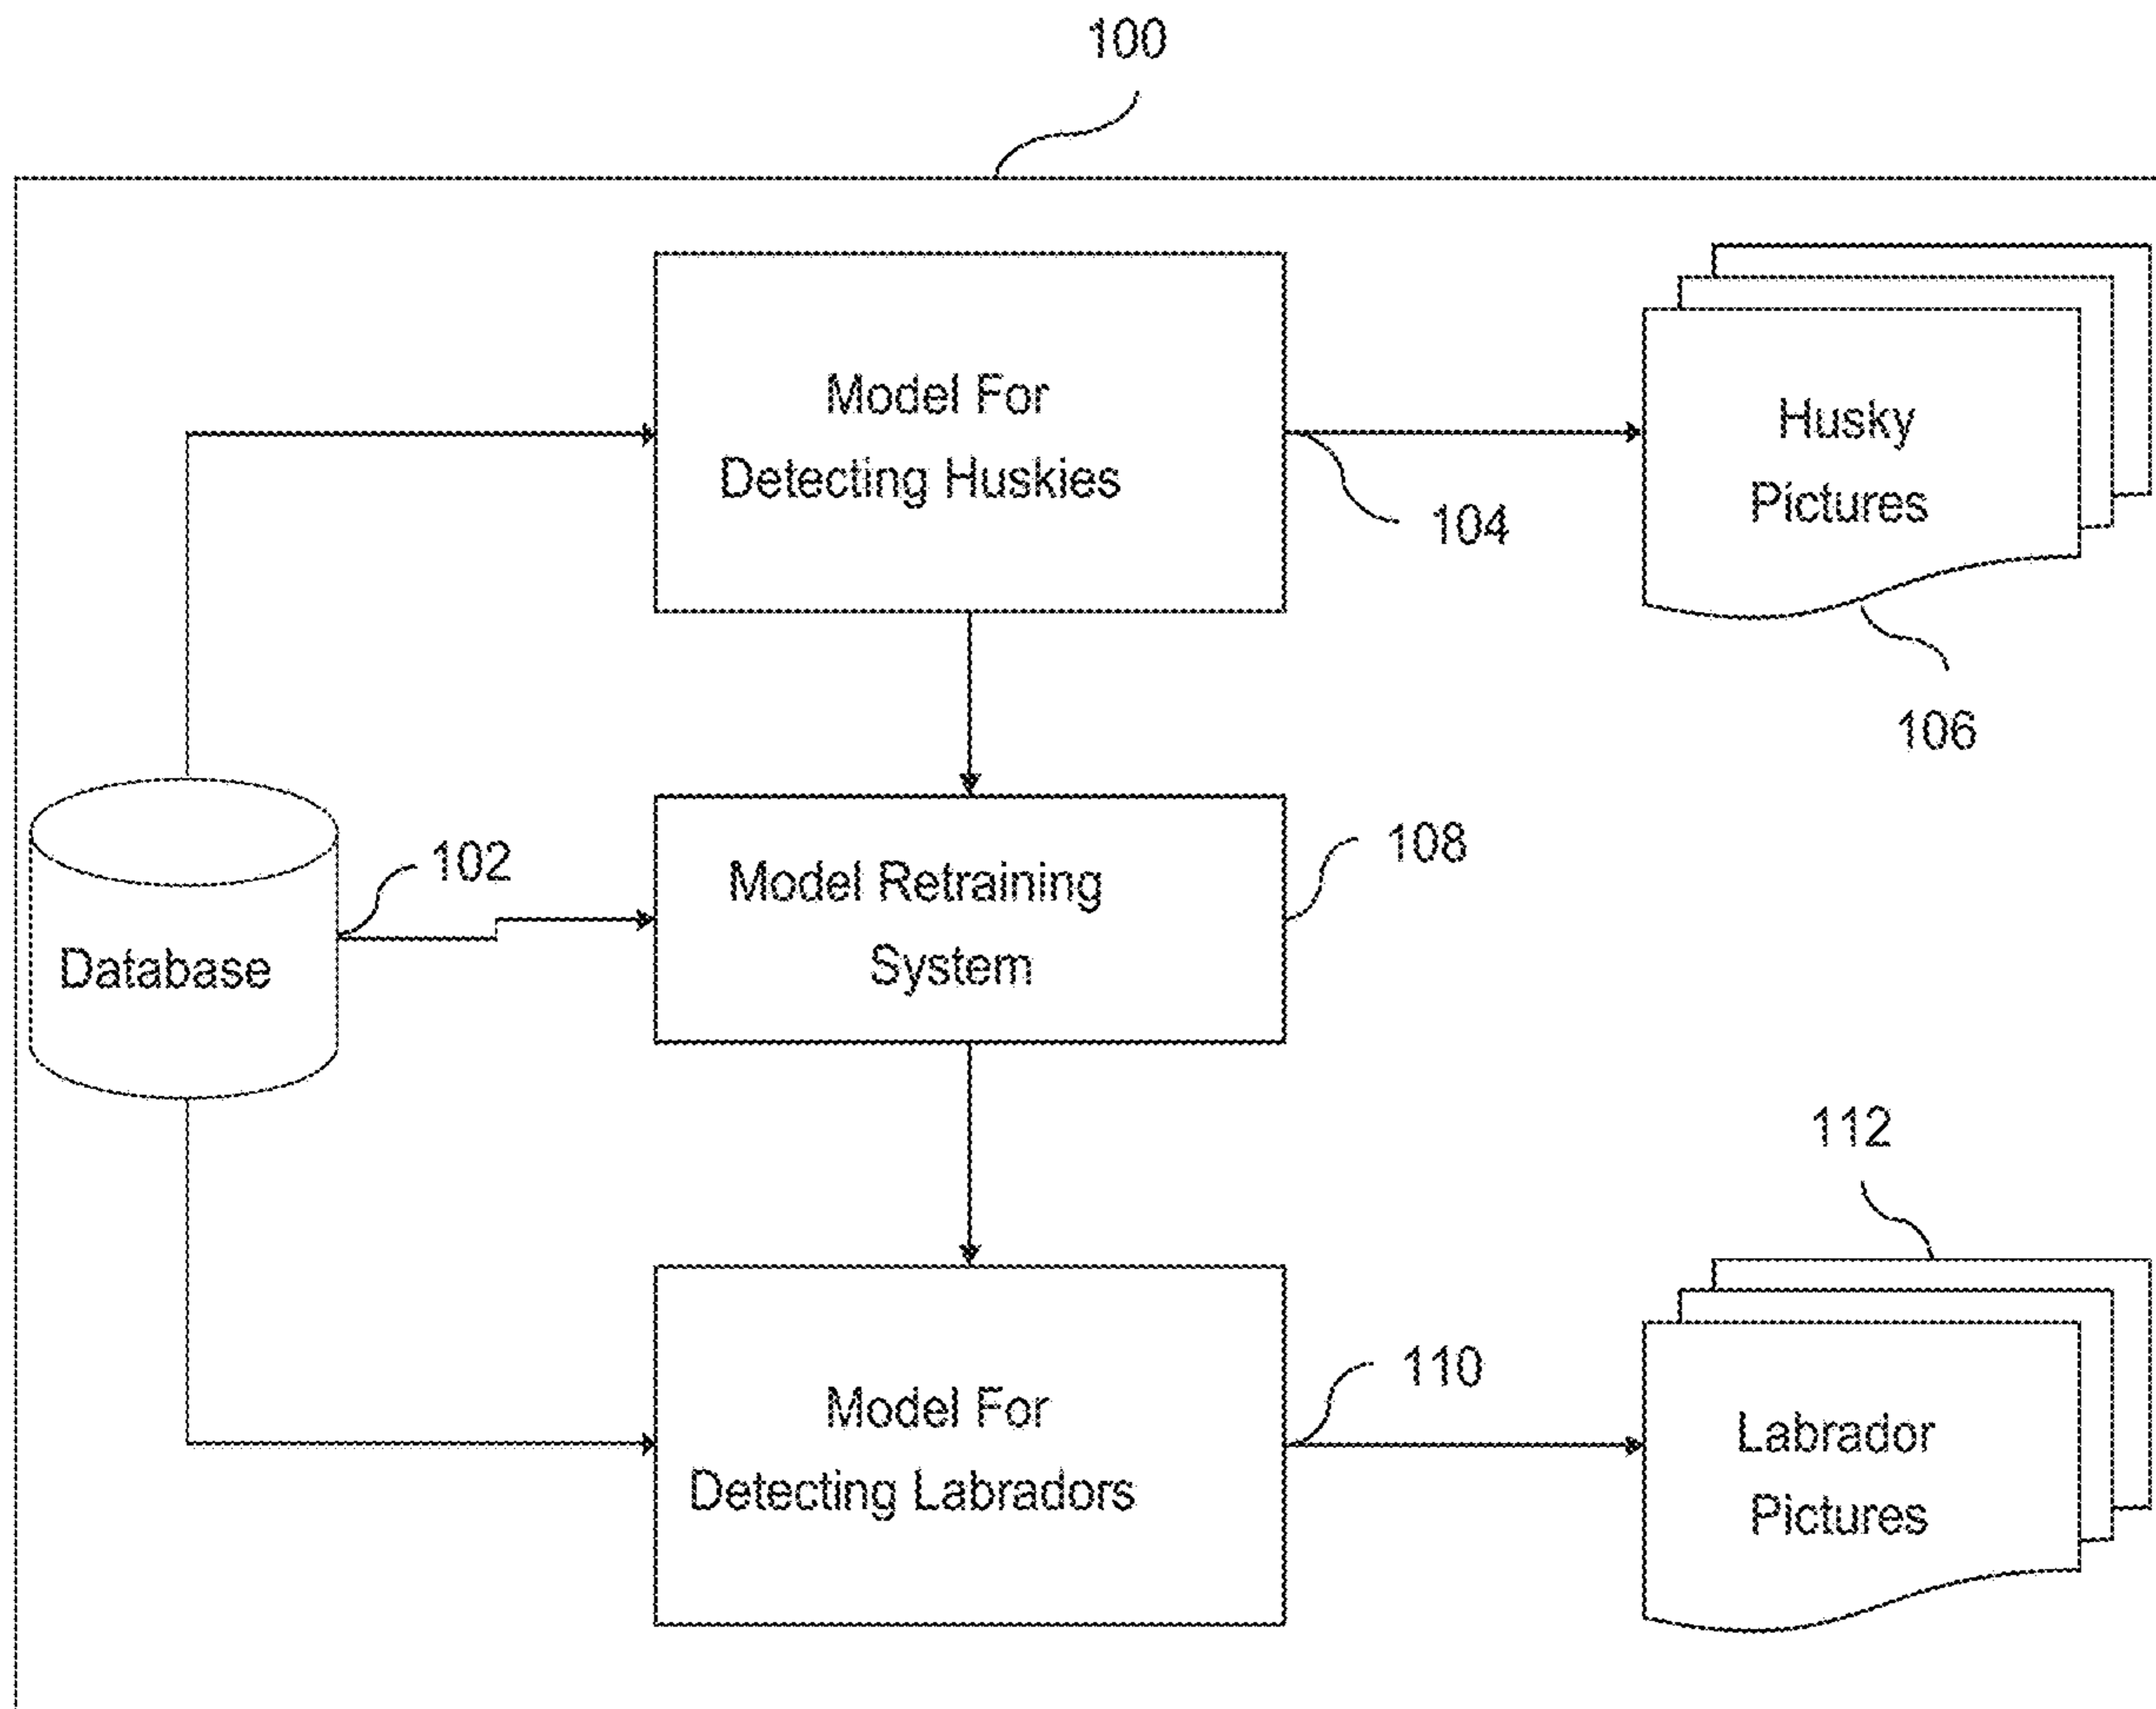 100
Model For
Detecting Huskies
104
Husky
Pictures
106
Database
102
Model Retraining
System
108
112
Model For
Detecting Labradors
110
Labrador
Pictures